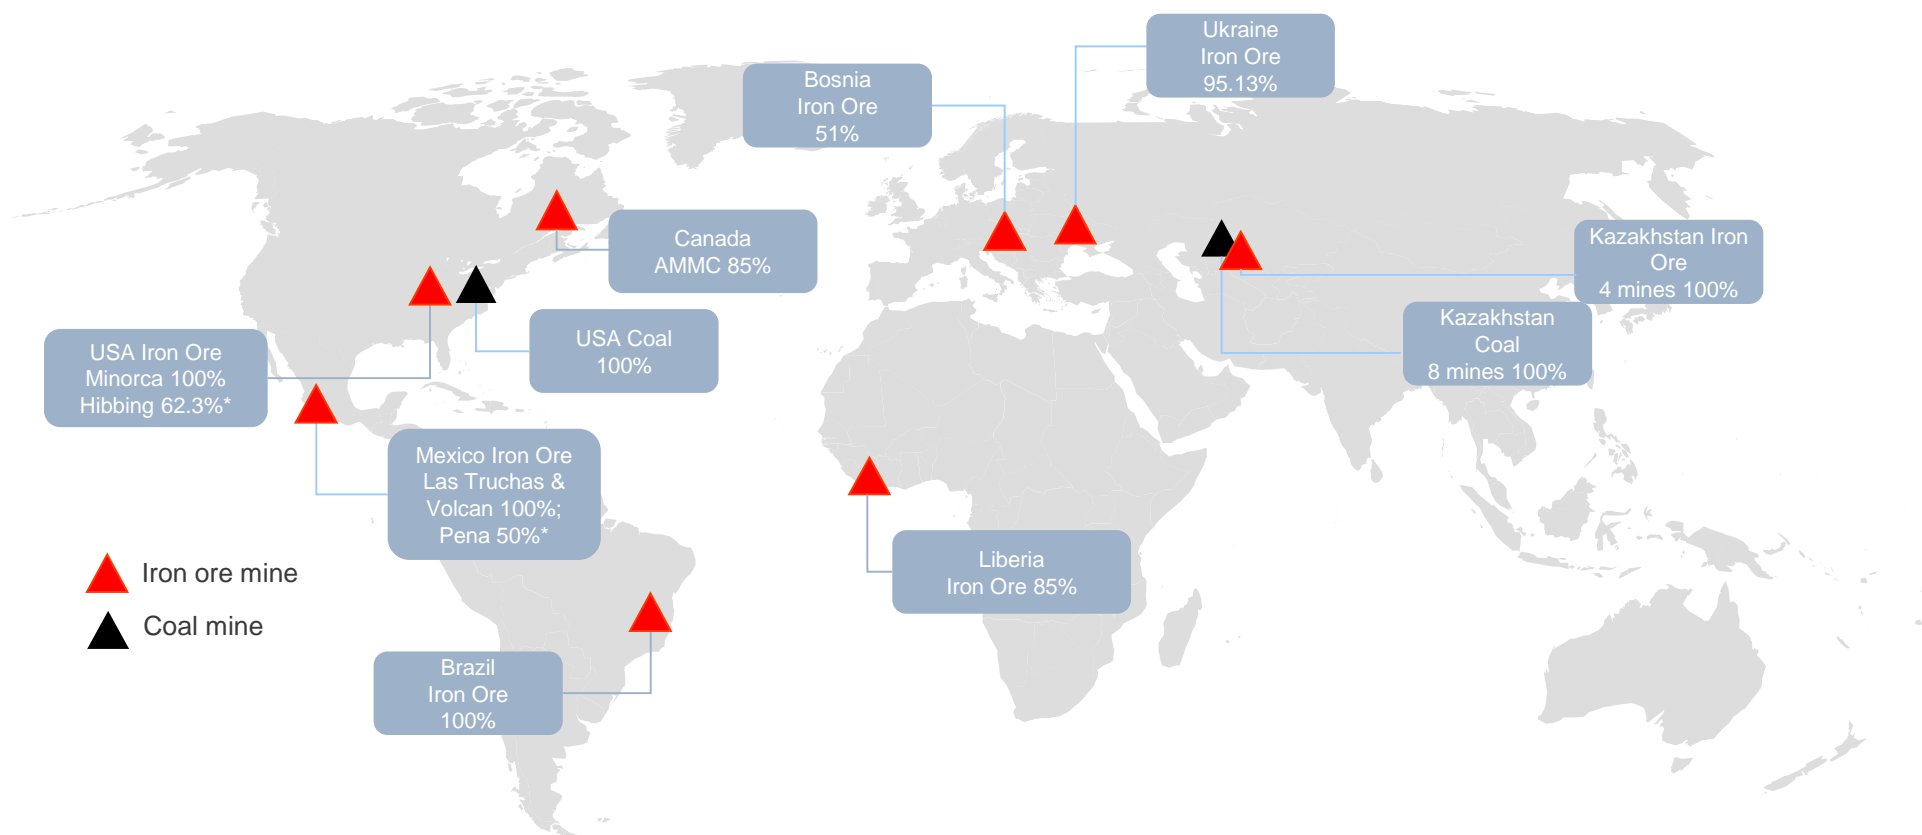 Ukraine
Iron Ore
95.13%
Bosnia
Iron Ore
51%
Canada
AMMC 85%
Kazakhstan Iron
Ore
4 mines 100%
Kazakhstan
Coal
8 mines 100%
USA Coal
100%
USA Iron Ore
Minorca 100%
Hibbing 62.3%*
Mexico Iron Ore
Las Truchas &
Volcan 100%;
Pena 50%*
Liberia
Iron Ore 85%
Iron ore mine
Coal mine
Brazil
Iron Ore
100%